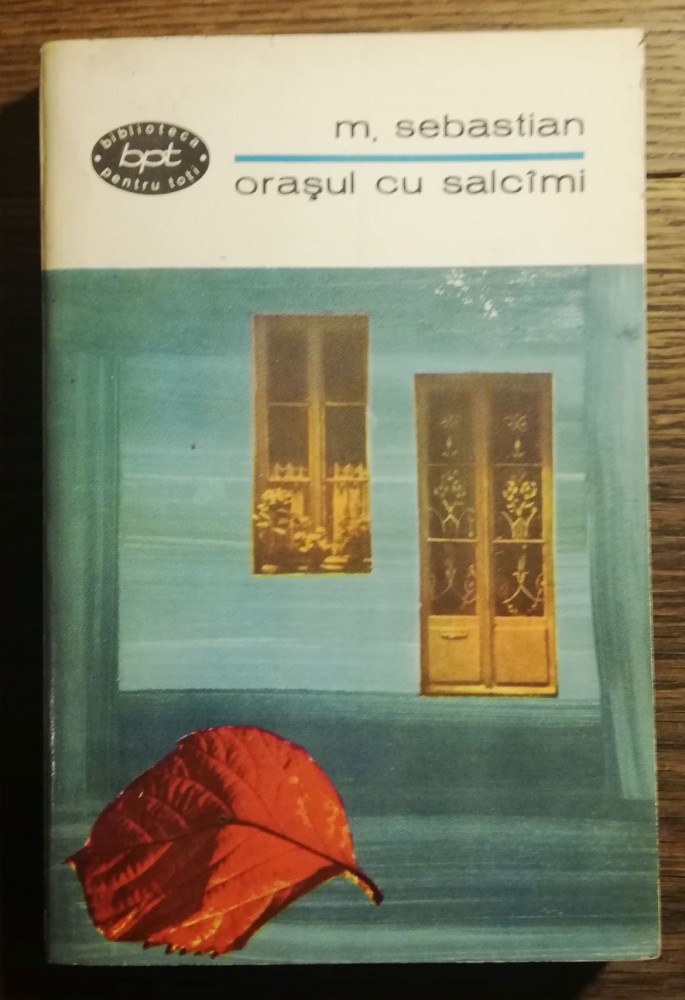 biblioteca
bpt
pentru toți
m. sebastian
orașul cu salcîmi